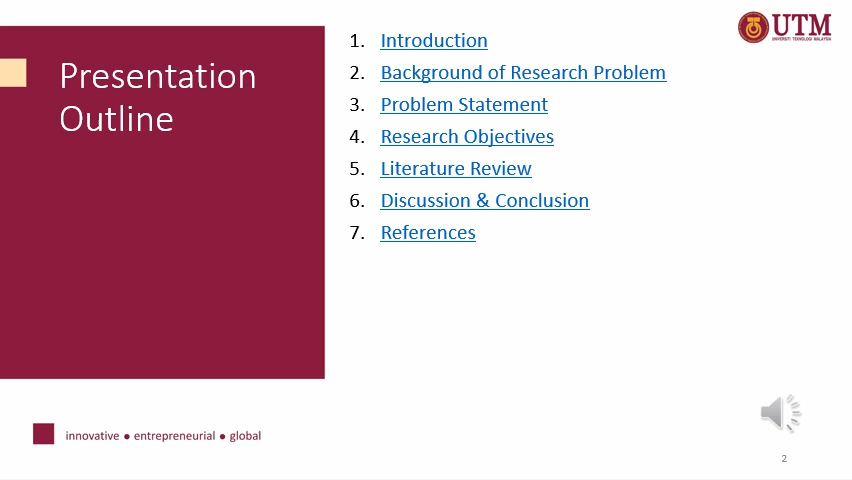 Presentation
Outline
1. Introduction
2. Background of Research Problem
3. Problem Statement
4. Research Objectives
5. Literature Review
6. Discussion & Conclusion
7. References
UTM
UNIVERSITI TEKNOLOGI MALAYSIA
innovative ● entrepreneurial ● global
2